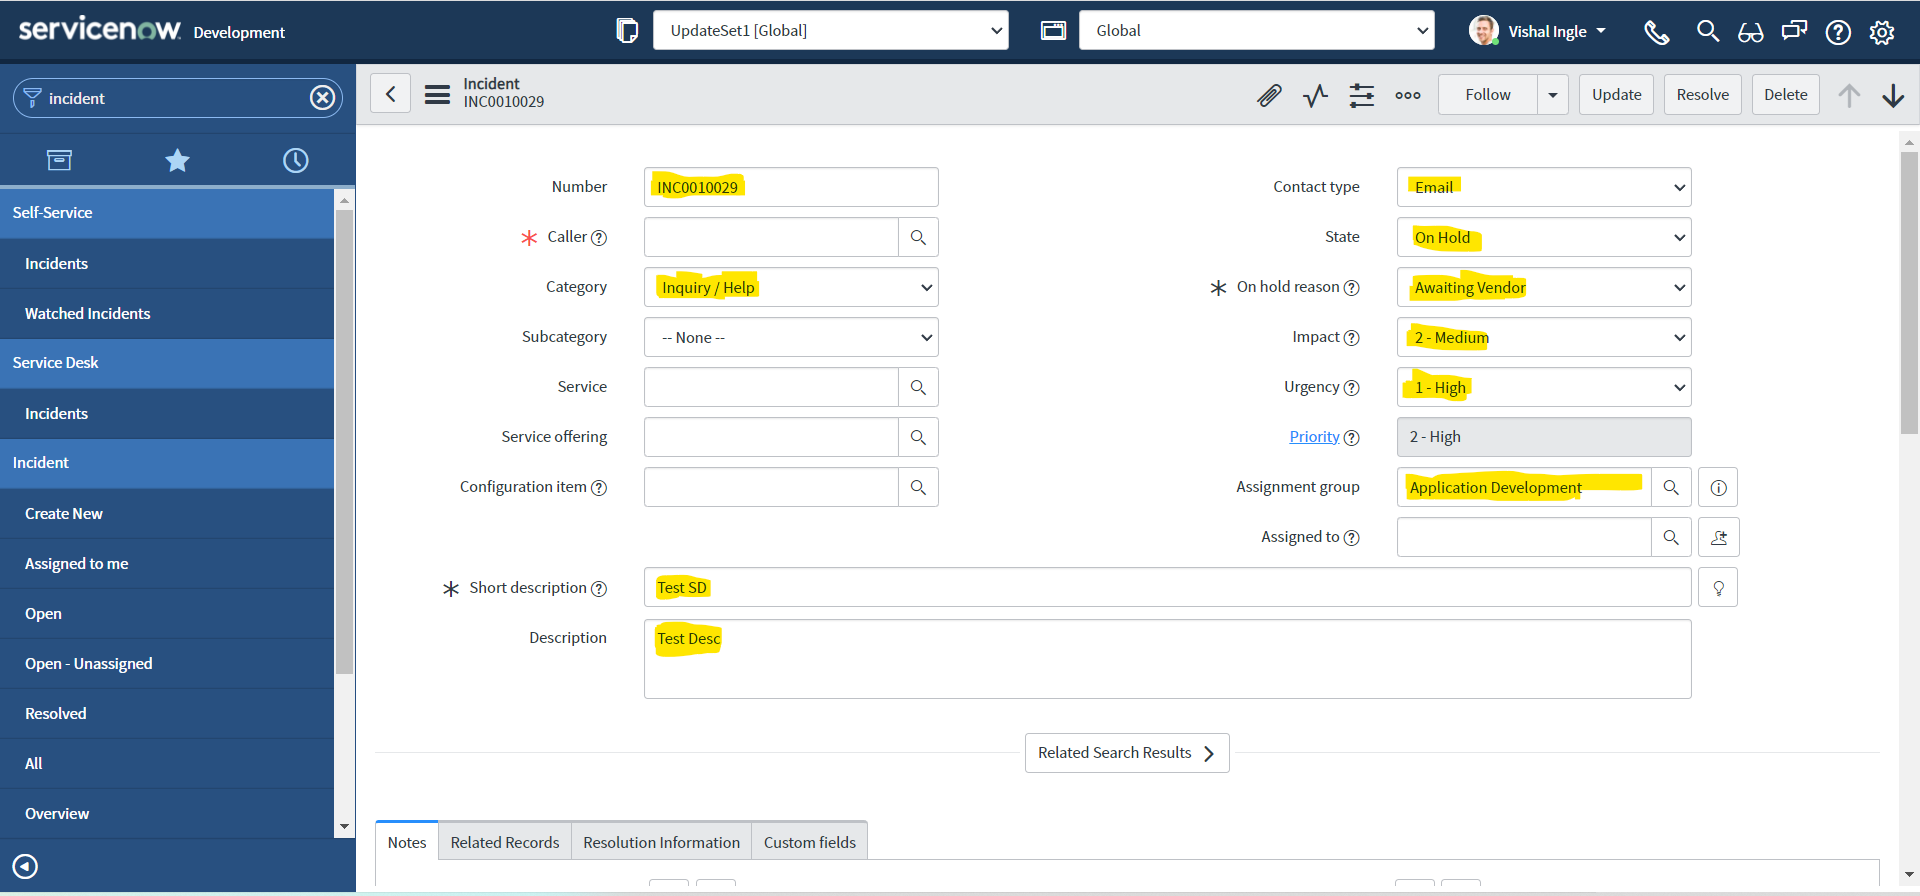 servicenow Development
UpdateSet1 [Global]
Global
Vishal Ingle
incident
Incident
INC0010029
Follow
Update
Resolve
Delete
Self-Service
Incidents
Watched Incidents
Service Desk
Incidents
Incident
Create New
Assigned to me
Open
Open - Unassigned
Resolved
All
Overview
Number INC0010029
Caller
Category Inquiry / Help
Subcategory -- None --
Service
Service offering
Configuration item
Contact type Email
State On Hold
On hold reason Awaiting Vendor
Impact 2 - Medium
Urgency 1 - High
Priority 2 - High
Assignment group Application Development
Assigned to
Short description Test SD
Description Test Desc
Related Search Results
Notes
Related Records
Resolution Information
Custom fields